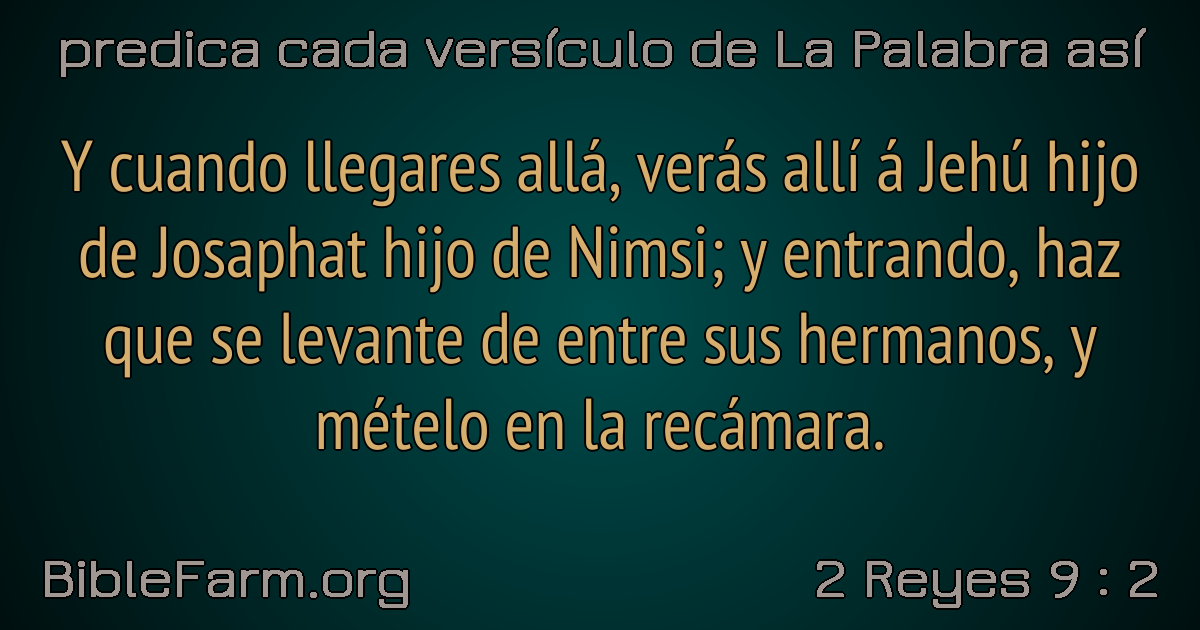 predica cada versículo de La Palabra así
Y cuando llegares allá, verás allí á Jehú hijo
de Josaphat hijo de Nimsi; y entrando, haz
que se levante de entre sus hermanos, y
mételo en la recámara.
BibleFarm.org
2 Reyes 9 : 2